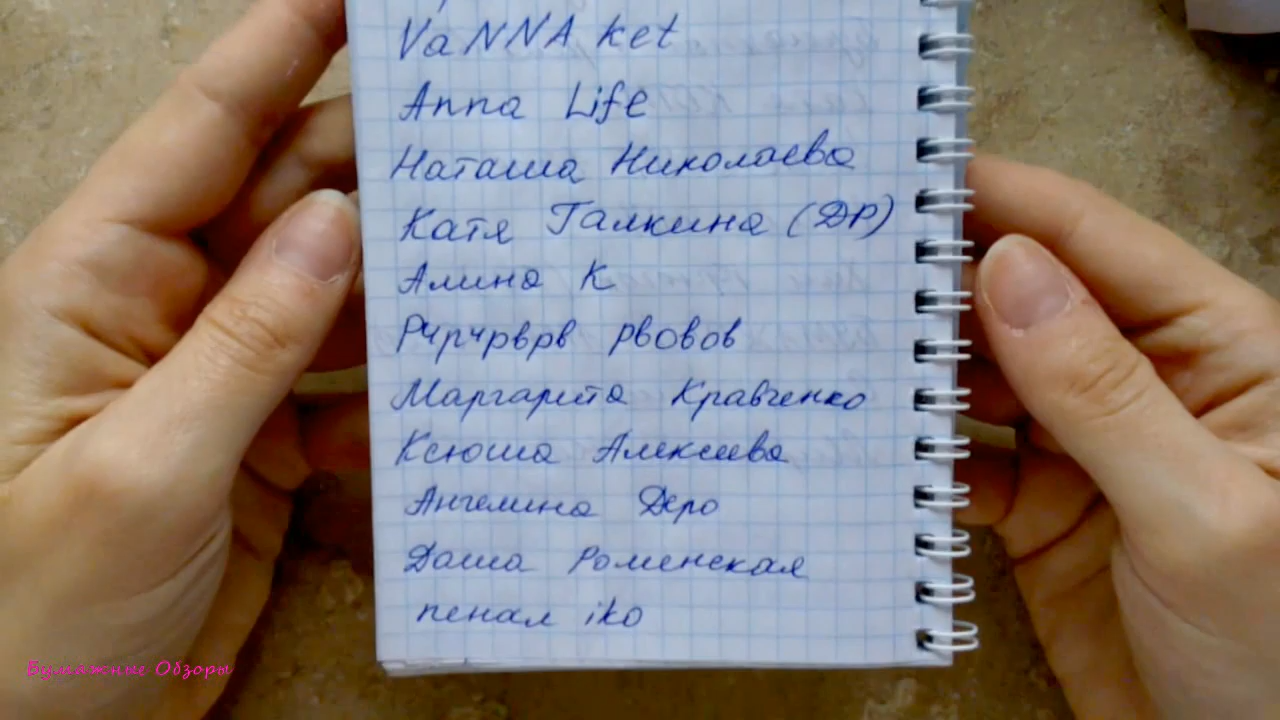 VaNNA ket
Anna Life
Наташа Николаева
Катя Галкина (ДР)
Алина К
Рчрчрврв рвовов
Маргарита Кравченко
Ксюша Алексеева
Ангелина Деро
Даша Роменская
пенал iko
Бумажные Обзоры